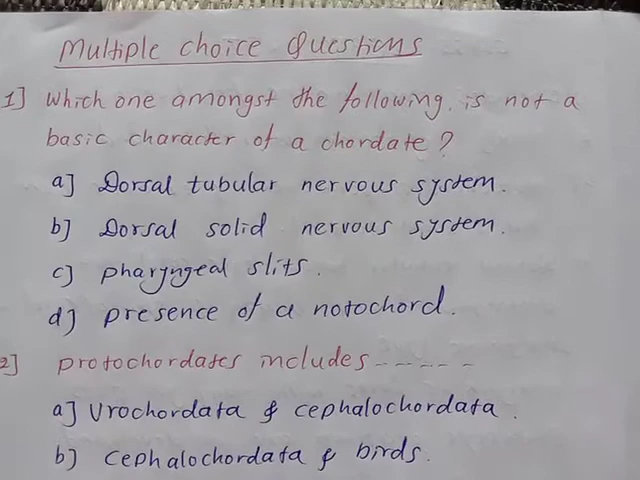 Multiple choice Questions
1] Which one amongst the following, is not a
basic character of a chordate ?
a] Dorsal tubular nervous system.
b] Dorsal solid nervous system.
c] pharyngeal slits.
d] presence of a notochord.
2] protochordates includes -----
a] Urochordata & cephalochordata.
b] cephalochordata & birds.